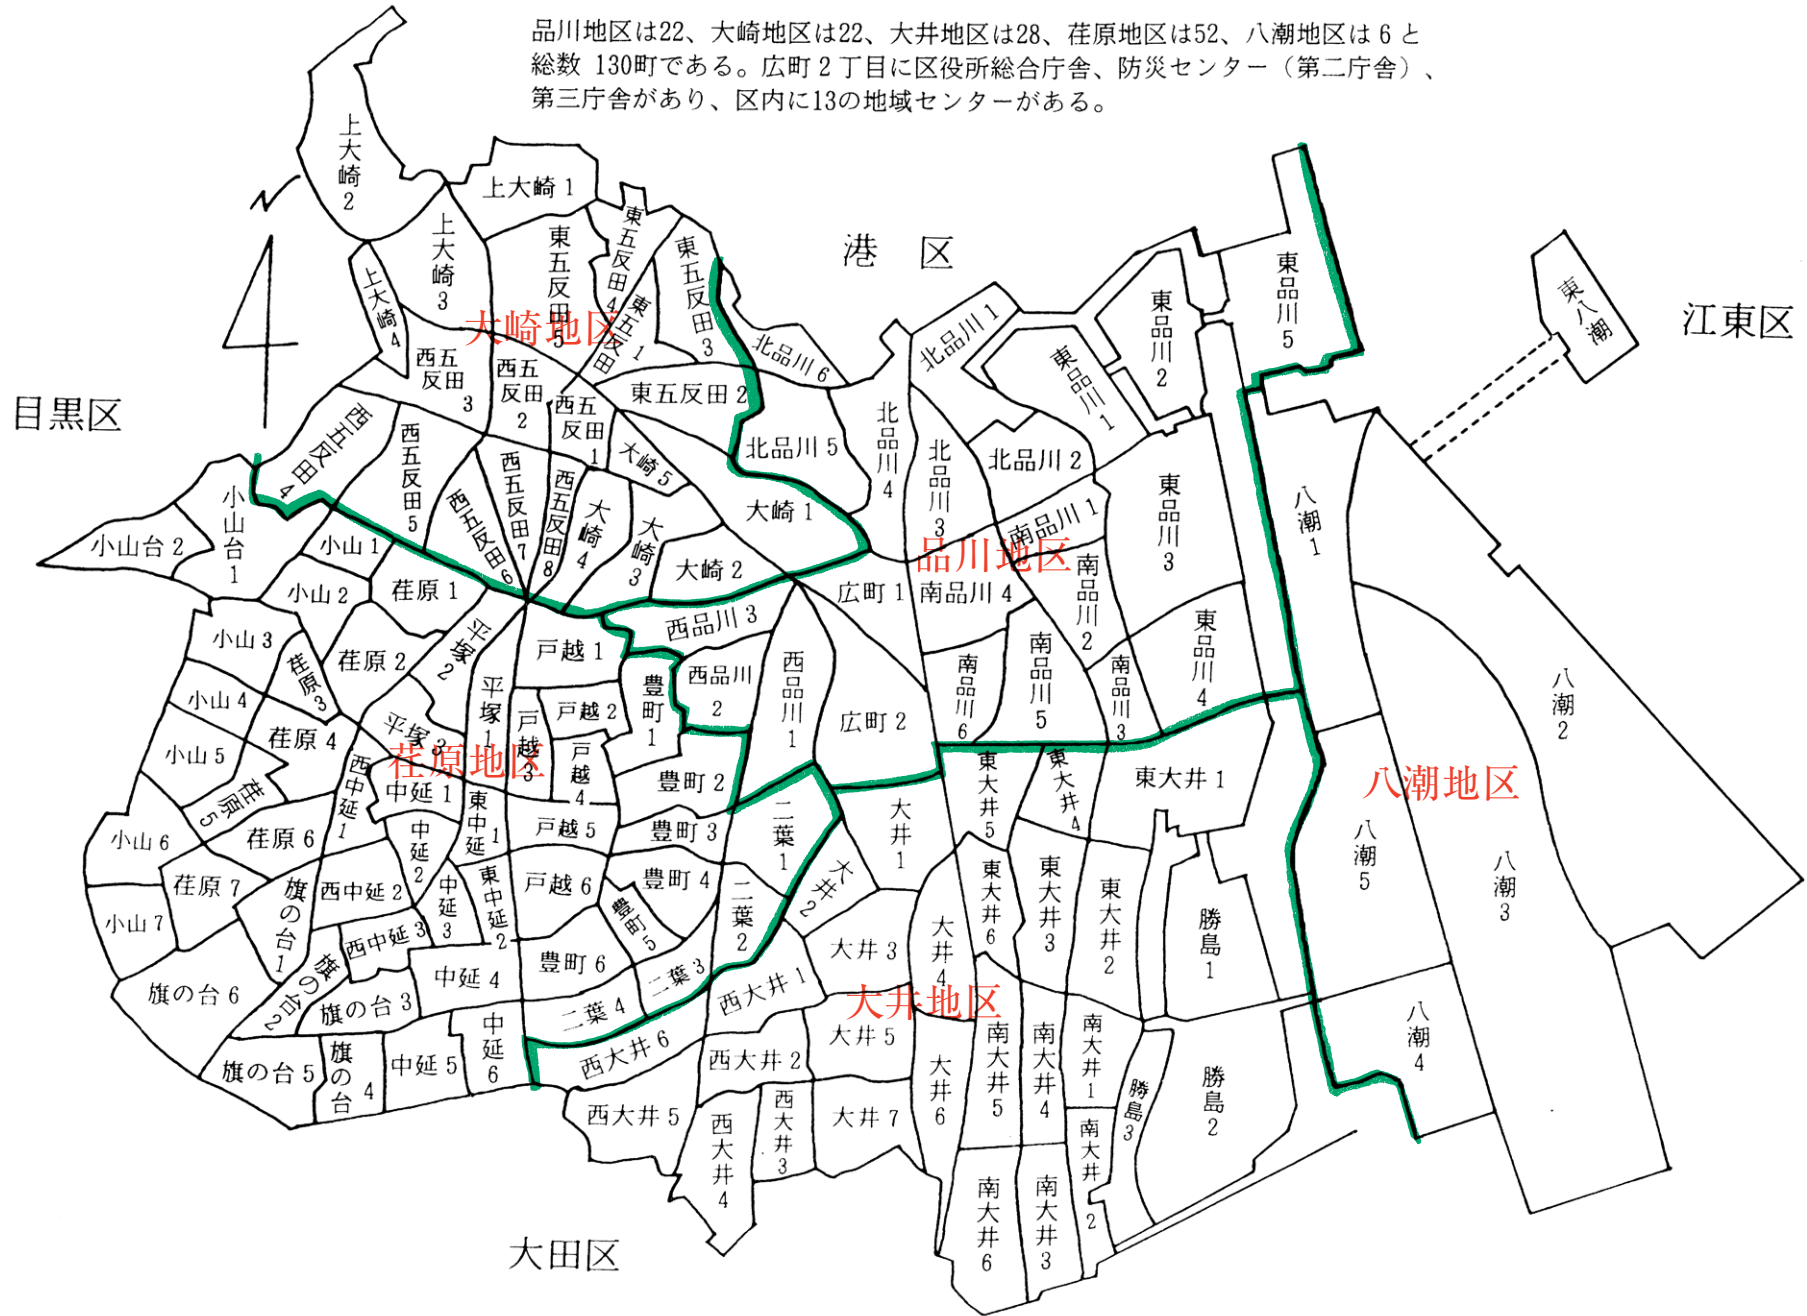 品川地区は22、大崎地区は22、大井地区は28、荏原地区は52、八潮地区は6と
総数 130町である。広町2丁目に区役所総合庁舎、防災センター（第二庁舎）、
第三庁舎があり、区内に13の地域センターがある。
港 区
江東区
目黒区
大田区
大崎地区
品川地区
荏原地区
大井地区
八潮地区
上大崎2
上大崎1
上大崎3
上大崎4
東五反田5
東五反田4
東五反田1
東五反田3
東五反田2
西五反田3
西五反田2
西五反田1
西五反田4
西五反田5
西五反田6
西五反田7
西五反田8
大崎5
大崎4
大崎3
大崎2
大崎1
北品川6
北品川5
北品川4
北品川3
北品川1
北品川2
東品川1
東品川2
東品川5
東品川3
東品川4
南品川1
南品川2
南品川3
南品川4
南品川5
南品川6
広町1
広町2
西品川3
西品川2
西品川1
東八潮
八潮1
八潮2
八潮3
八潮5
八潮4
小山台2
小山台1
小山1
小山2
小山3
小山4
小山5
小山6
小山7
荏原1
荏原2
荏原3
荏原4
荏原5
荏原6
荏原7
平塚2
平塚1
平塚3
戸越1
戸越2
戸越3
戸越4
戸越5
戸越6
豊町1
豊町2
豊町3
豊町4
豊町5
豊町6
西中延1
西中延2
西中延3
中延1
中延2
中延3
中延4
中延5
中延6
東中延1
東中延2
旗の台1
旗の台2
旗の台3
旗の台4
旗の台5
旗の台6
二葉1
二葉2
二葉3
二葉4
大井1
大井2
大井3
大井4
大井5
大井6
大井7
西大井1
西大井2
西大井3
西大井4
西大井5
西大井6
東大井5
東大井4
東大井1
東大井6
東大井3
東大井2
勝島1
勝島2
勝島3
南大井5
南大井4
南大井1
南大井2
南大井6
南大井3